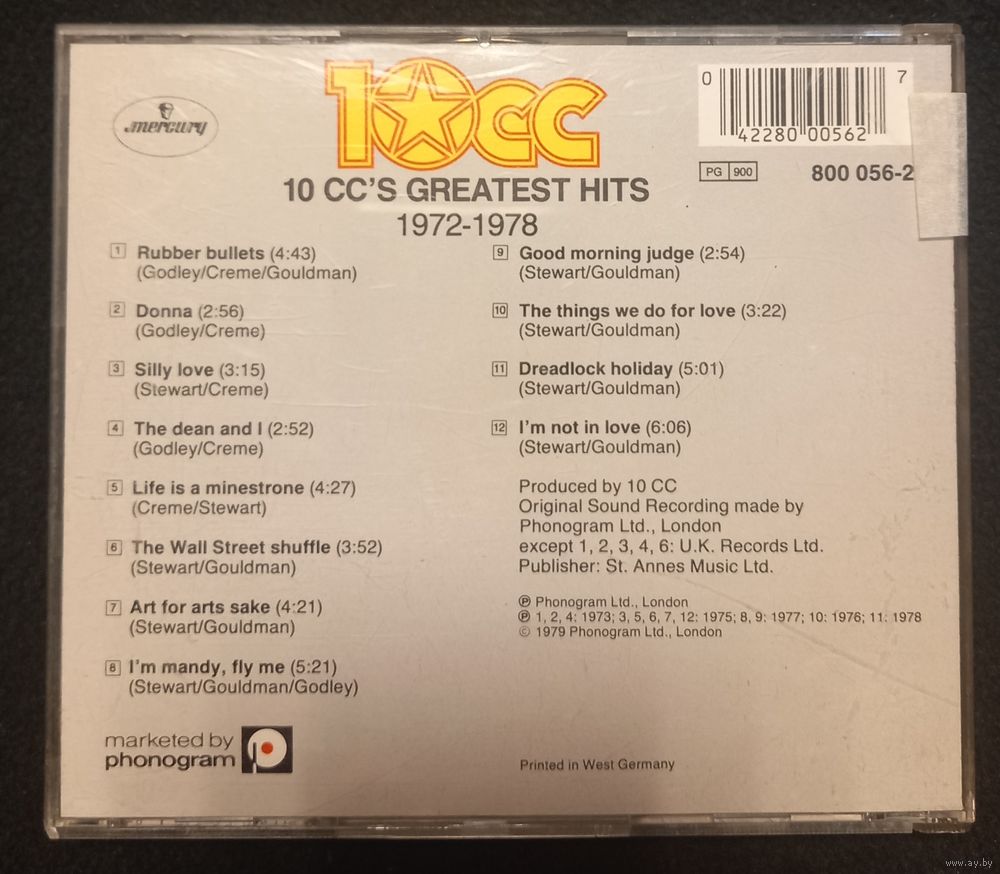 mercury
10cc
0 42280 00562 7
PG 900
800 056-2
10 CC'S GREATEST HITS
1972-1978
1 Rubber bullets (4:43)
(Godley/Creme/Gouldman)
2 Donna (2:56)
(Godley/Creme)
3 Silly love (3:15)
(Stewart/Creme)
4 The dean and I (2:52)
(Godley/Creme)
5 Life is a minestrone (4:27)
(Creme/Stewart)
6 The Wall Street shuffle (3:52)
(Stewart/Gouldman)
7 Art for arts sake (4:21)
(Stewart/Gouldman)
8 I'm mandy, fly me (5:21)
(Stewart/Gouldman/Godley)
9 Good morning judge (2:54)
(Stewart/Gouldman)
10 The things we do for love (3:22)
(Stewart/Gouldman)
11 Dreadlock holiday (5:01)
(Stewart/Gouldman)
12 I'm not in love (6:06)
(Stewart/Gouldman)
Produced by 10 CC
Original Sound Recording made by
Phonogram Ltd., London
except 1, 2, 3, 4, 6: U.K. Records Ltd.
Publisher: St. Annes Music Ltd.
℗ Phonogram Ltd., London
℗ 1, 2, 4: 1973; 3, 5, 6, 7, 12: 1975; 8, 9: 1977; 10: 1976; 11: 1978
© 1979 Phonogram Ltd., London
marketed by
phonogram
Printed in West Germany
www.ay.by